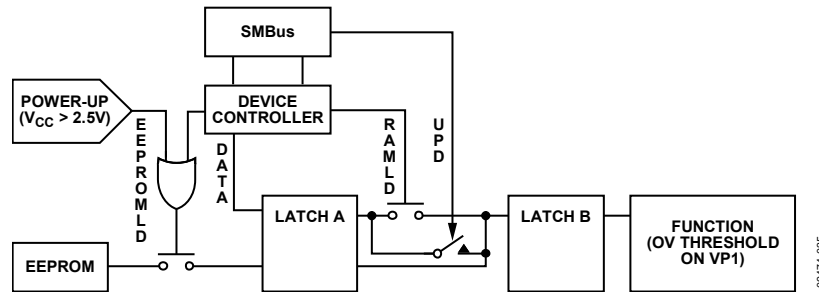 SMBus
POWER-UP
(VCC > 2.5V)
DEVICE
CONTROLLER
EEPROMLD
DATA
RAMLD
UPD
LATCH A
LATCH B
FUNCTION
(OV THRESHOLD
ON VP1)
EEPROM